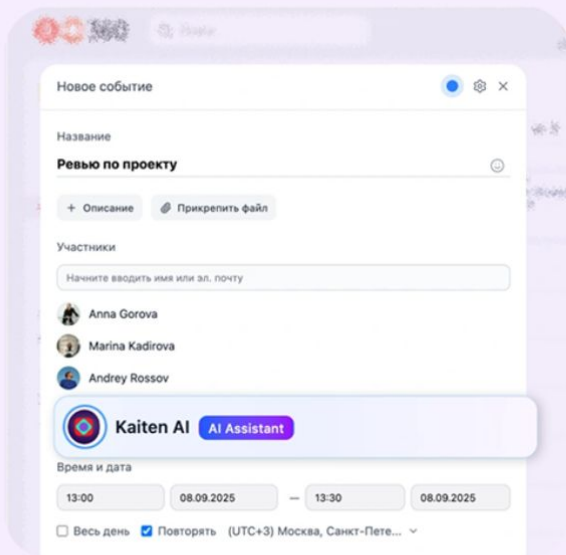 360
Новое событие
Название
Ревью по проекту
+ Описание Прикрепить файл
Участники
Начните вводить имя или эл. почту
Anna Gorova
Marina Kadirova
Andrey Rossov
Kaiten AI AI Assistant
Время и дата
13:00 08.09.2025 — 13:30 08.09.2025
Весь день Повторять (UTC+3) Москва, Санкт-Пете...